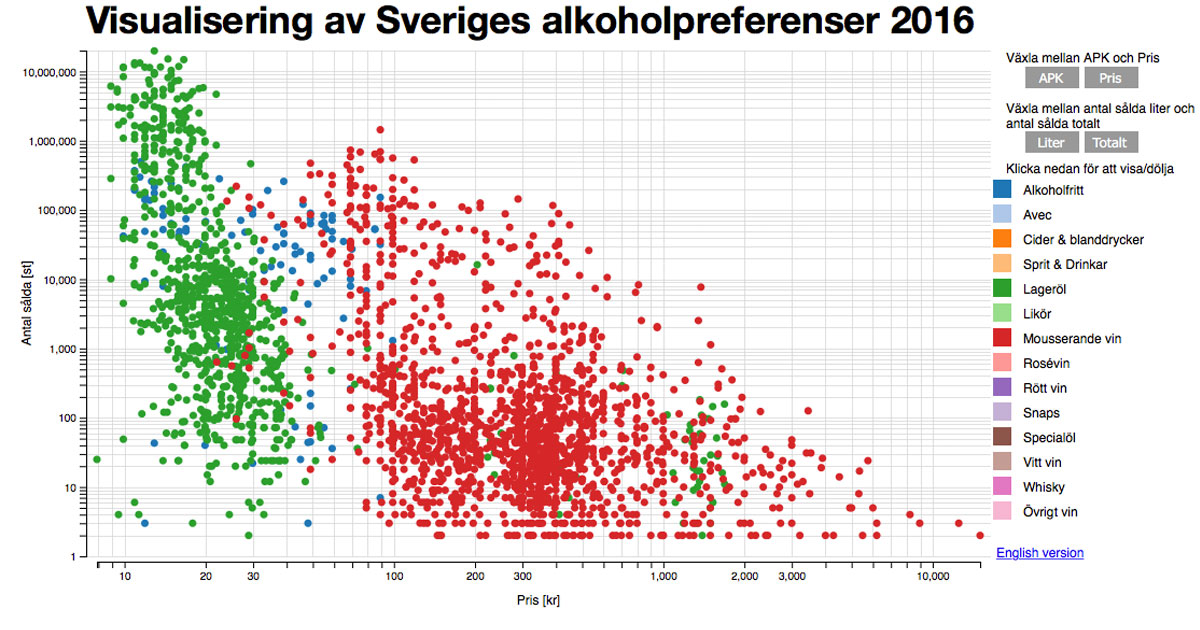 Visualisering av Sveriges alkoholpreferenser 2016
Växla mellan APK och Pris
APK Pris
Växla mellan antal sålda liter och
antal sålda totalt
Liter Totalt
Klicka nedan för att visa/dölja
Alkoholfritt
Avec
Cider & blanddrycker
Sprit & Drinkar
Lageröl
Likör
Mousserande vin
Rosévin
Rött vin
Snaps
Specialöl
Vitt vin
Whisky
Övrigt vin
English version
Antal sålda [st]
10,000,000
1,000,000
100,000
10,000
1,000
100
10
1
10 20 30 100 200 300 1,000 2,000 3,000 10,000
Pris [kr]